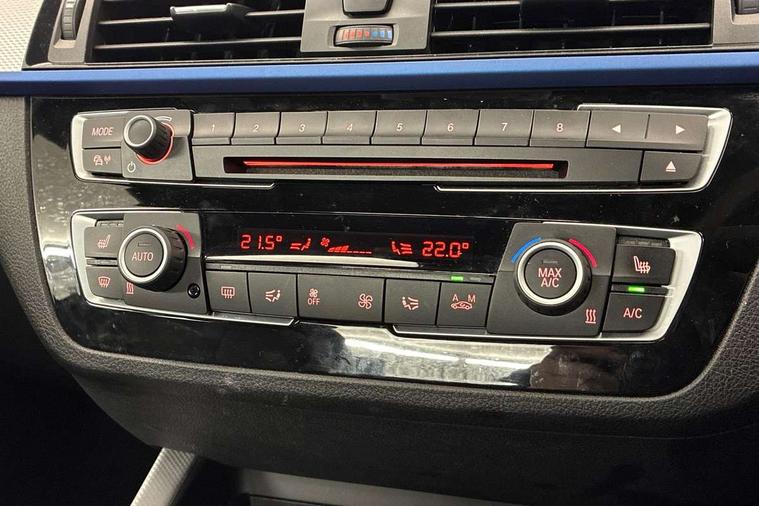 MODE 1 2 3 4 5 6 7 8
21.5° 22.0°
AUTO OFF A M MAX A/C A/C